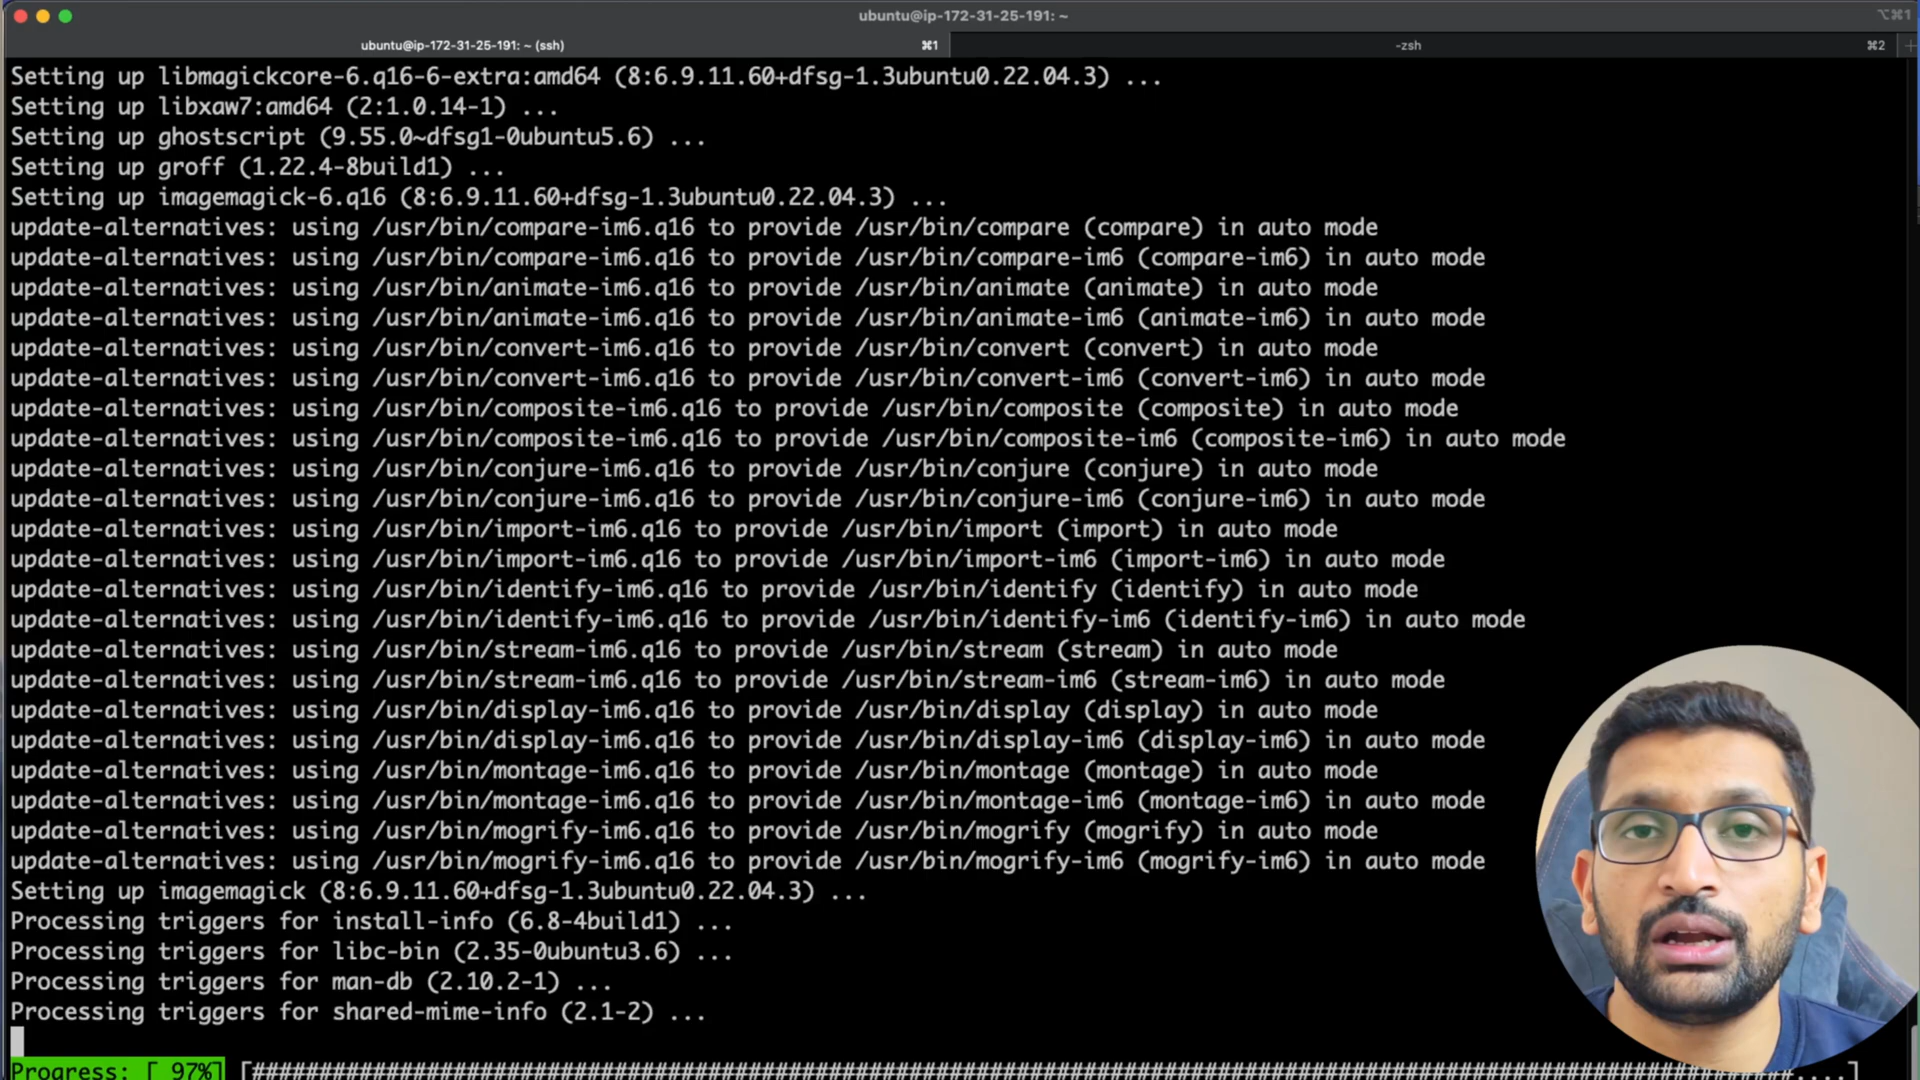 ubuntu@ip-172-31-25-191: ~
⌥⌘1
ubuntu@ip-172-31-25-191: ~ (ssh)
⌘1
-zsh
⌘2
+
Setting up libmagickcore-6.q16-6-extra:amd64 (8:6.9.11.60+dfsg-1.3ubuntu0.22.04.3) ...
Setting up libxaw7:amd64 (2:1.0.14-1) ...
Setting up ghostscript (9.55.0~dfsg1-0ubuntu5.6) ...
Setting up groff (1.22.4-8build1) ...
Setting up imagemagick-6.q16 (8:6.9.11.60+dfsg-1.3ubuntu0.22.04.3) ...
update-alternatives: using /usr/bin/compare-im6.q16 to provide /usr/bin/compare (compare) in auto mode
update-alternatives: using /usr/bin/compare-im6.q16 to provide /usr/bin/compare-im6 (compare-im6) in auto mode
update-alternatives: using /usr/bin/animate-im6.q16 to provide /usr/bin/animate (animate) in auto mode
update-alternatives: using /usr/bin/animate-im6.q16 to provide /usr/bin/animate-im6 (animate-im6) in auto mode
update-alternatives: using /usr/bin/convert-im6.q16 to provide /usr/bin/convert (convert) in auto mode
update-alternatives: using /usr/bin/convert-im6.q16 to provide /usr/bin/convert-im6 (convert-im6) in auto mode
update-alternatives: using /usr/bin/composite-im6.q16 to provide /usr/bin/composite (composite) in auto mode
update-alternatives: using /usr/bin/composite-im6.q16 to provide /usr/bin/composite-im6 (composite-im6) in auto mode
update-alternatives: using /usr/bin/conjure-im6.q16 to provide /usr/bin/conjure (conjure) in auto mode
update-alternatives: using /usr/bin/conjure-im6.q16 to provide /usr/bin/conjure-im6 (conjure-im6) in auto mode
update-alternatives: using /usr/bin/import-im6.q16 to provide /usr/bin/import (import) in auto mode
update-alternatives: using /usr/bin/import-im6.q16 to provide /usr/bin/import-im6 (import-im6) in auto mode
update-alternatives: using /usr/bin/identify-im6.q16 to provide /usr/bin/identify (identify) in auto mode
update-alternatives: using /usr/bin/identify-im6.q16 to provide /usr/bin/identify-im6 (identify-im6) in auto mode
update-alternatives: using /usr/bin/stream-im6.q16 to provide /usr/bin/stream (stream) in auto mode
update-alternatives: using /usr/bin/stream-im6.q16 to provide /usr/bin/stream-im6 (stream-im6) in auto mode
update-alternatives: using /usr/bin/display-im6.q16 to provide /usr/bin/display (display) in auto mode
update-alternatives: using /usr/bin/display-im6.q16 to provide /usr/bin/display-im6 (display-im6) in auto mode
update-alternatives: using /usr/bin/montage-im6.q16 to provide /usr/bin/montage (montage) in auto mode
update-alternatives: using /usr/bin/montage-im6.q16 to provide /usr/bin/montage-im6 (montage-im6) in auto mode
update-alternatives: using /usr/bin/mogrify-im6.q16 to provide /usr/bin/mogrify (mogrify) in auto mode
update-alternatives: using /usr/bin/mogrify-im6.q16 to provide /usr/bin/mogrify-im6 (mogrify-im6) in auto mode
Setting up imagemagick (8:6.9.11.60+dfsg-1.3ubuntu0.22.04.3) ...
Processing triggers for install-info (6.8-4build1) ...
Processing triggers for libc-bin (2.35-0ubuntu3.6) ...
Processing triggers for man-db (2.10.2-1) ...
Processing triggers for shared-mime-info (2.1-2) ...
Progress: [ 97%] [###################################################################################################################....]